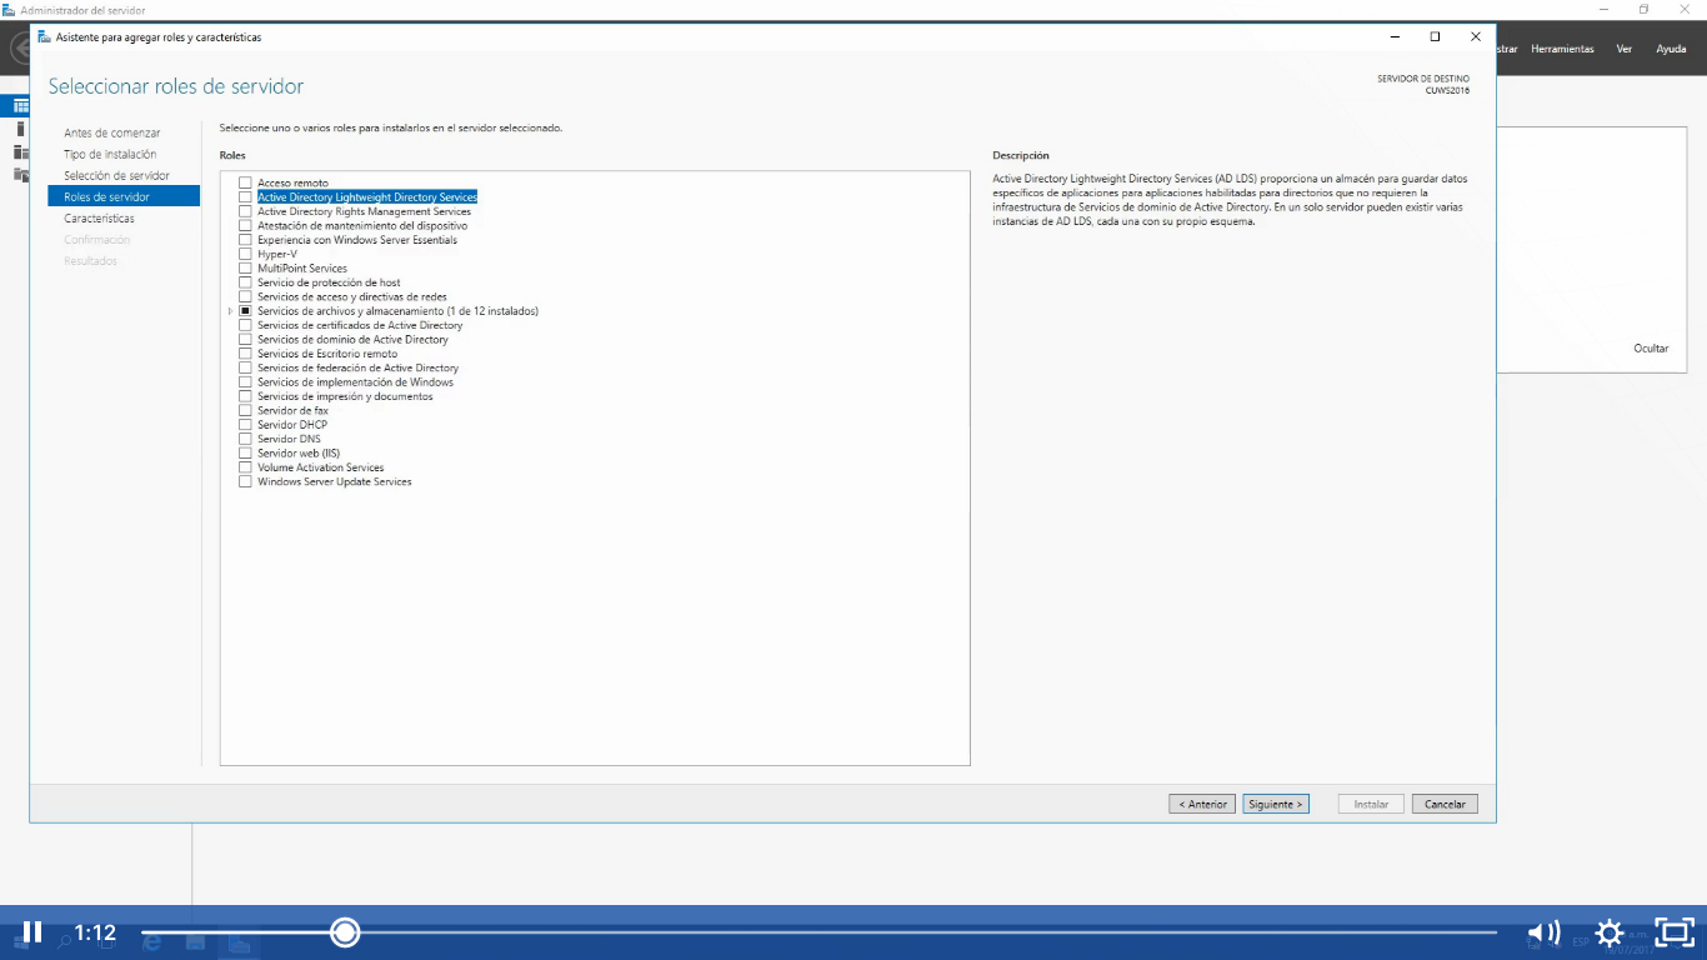 Administrador del servidor
Asistente para agregar roles y características
strar Herramientas Ver Ayuda
Seleccionar roles de servidor
SERVIDOR DE DESTINO
CUWS2016
Antes de comenzar
Tipo de instalación
Selección de servidor
Roles de servidor
Características
Confirmación
Resultados
Seleccione uno o varios roles para instalarlos en el servidor seleccionado.
Roles
Acceso remoto
Active Directory Lightweight Directory Services
Active Directory Rights Management Services
Atestación de mantenimiento del dispositivo
Experiencia con Windows Server Essentials
Hyper-V
MultiPoint Services
Servicio de protección de host
Servicios de acceso y directivas de redes
Servicios de archivos y almacenamiento (1 de 12 instalados)
Servicios de certificados de Active Directory
Servicios de dominio de Active Directory
Servicios de Escritorio remoto
Servicios de federación de Active Directory
Servicios de implementación de Windows
Servicios de impresión y documentos
Servidor de fax
Servidor DHCP
Servidor DNS
Servidor web (IIS)
Volume Activation Services
Windows Server Update Services
Descripción
Active Directory Lightweight Directory Services (AD LDS) proporciona un almacén para guardar datos
específicos de aplicaciones para aplicaciones habilitadas para directorios que no requieren la
infraestructura de Servicios de dominio de Active Directory. En un solo servidor pueden existir varias
instancias de AD LDS, cada una con su propio esquema.
Ocultar
< Anterior Siguiente > Instalar Cancelar
1:12
ESP